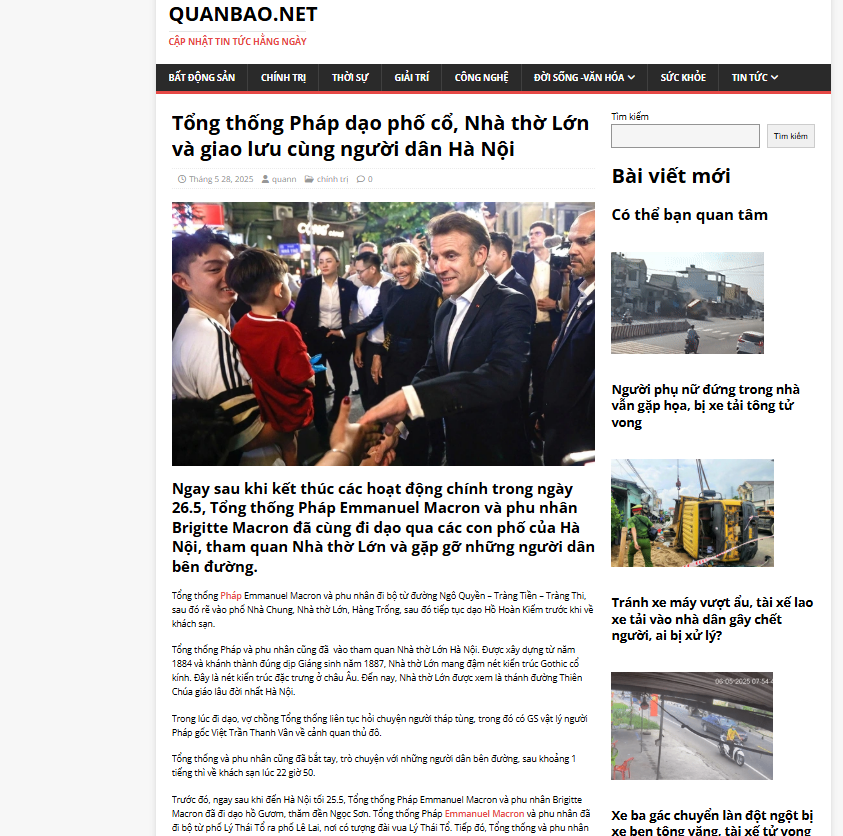 QUANBAO.NET
CẬP NHẬT TIN TỨC HẰNG NGÀY
BẤT ĐỘNG SẢN
CHÍNH TRỊ
THỜI SỰ
GIẢI TRÍ
CÔNG NGHỆ
ĐỜI SỐNG -VĂN HÓA
SỨC KHỎE
TIN TỨC
Tổng thống Pháp dạo phố cổ, Nhà thờ Lớn
và giao lưu cùng người dân Hà Nội
Tháng 5 28, 2025 quann chính trị 0
CỘNG
Ngay sau khi kết thúc các hoạt động chính trong ngày
26.5, Tổng thống Pháp Emmanuel Macron và phu nhân
Brigitte Macron đã cùng đi dạo qua các con phố của Hà
Nội, tham quan Nhà thờ Lớn và gặp gỡ những người dân
bên đường.
Tổng thống Pháp Emmanuel Macron và phu nhân đi bộ từ đường Ngô Quyền – Tràng Tiền – Tràng Thi,
sau đó rẽ vào phố Nhà Chung, Nhà thờ Lớn, Hàng Trống, sau đó tiếp tục dạo Hồ Hoàn Kiếm trước khi về
khách sạn.
Tổng thống Pháp và phu nhân cũng đã vào tham quan Nhà thờ Lớn Hà Nội. Được xây dựng từ năm
1884 và khánh thành đúng dịp Giáng sinh năm 1887, Nhà thờ Lớn mang đậm nét kiến trúc Gothic cổ
kính. Đây là nét kiến trúc đặc trưng ở châu Âu. Đến nay, Nhà thờ Lớn được xem là thánh đường Thiên
Chúa giáo lâu đời nhất Hà Nội.
Trong lúc đi dạo, vợ chồng Tổng thống liên tục hỏi chuyện người tháp tùng, trong đó có GS vật lý người
Pháp gốc Việt Trần Thanh Vân về cảnh quan thủ đô.
Tổng thống và phu nhân cũng đã bắt tay, trò chuyện với những người dân bên đường, sau khoảng 1
tiếng thì về khách sạn lúc 22 giờ 50.
Trước đó, ngay sau khi đến Hà Nội tối 25.5, Tổng thống Pháp Emmanuel Macron và phu nhân Brigitte
Macron đã đi dạo hồ Gươm, thăm đền Ngọc Sơn. Tổng thống Pháp Emmanuel Macron và phu nhân đã
đi bộ từ phố Lý Thái Tổ ra phố Lê Lai, nơi có tượng đài vua Lý Thái Tổ. Tiếp đó, Tổng thống và phu nhân
Tìm kiếm
Tìm kiếm
Bài viết mới
Có thể bạn quan tâm
Người phụ nữ đứng trong nhà
vẫn gặp họa, bị xe tải tông tử
vong
Tránh xe máy vượt ẩu, tài xế lao
xe tải vào nhà dân gây chết
người, ai bị xử lý?
06-05-2025 07:54:4
Xe ba gác chuyển làn đột ngột bị
xe ben tông văng, tài xế tử vong